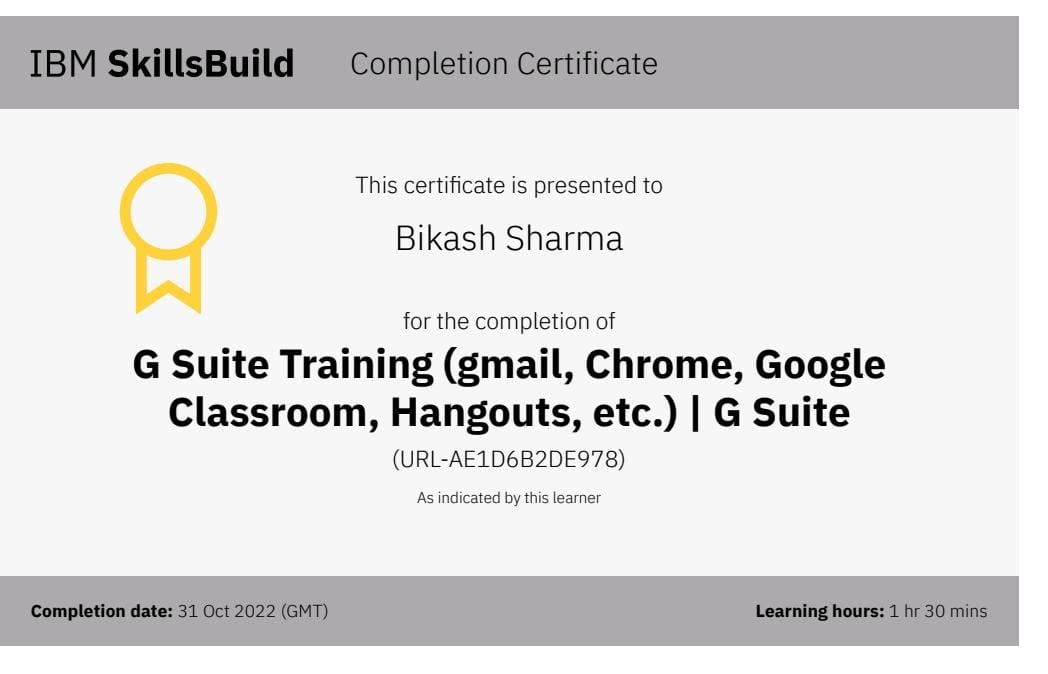 IBM SkillsBuild Completion Certificate
This certificate is presented to
Bikash Sharma
for the completion of
G Suite Training (gmail, Chrome, Google
Classroom, Hangouts, etc.) | G Suite
(URL-AE1D6B2DE978)
As indicated by this learner
Completion date: 31 Oct 2022 (GMT) Learning hours: 1 hr 30 mins